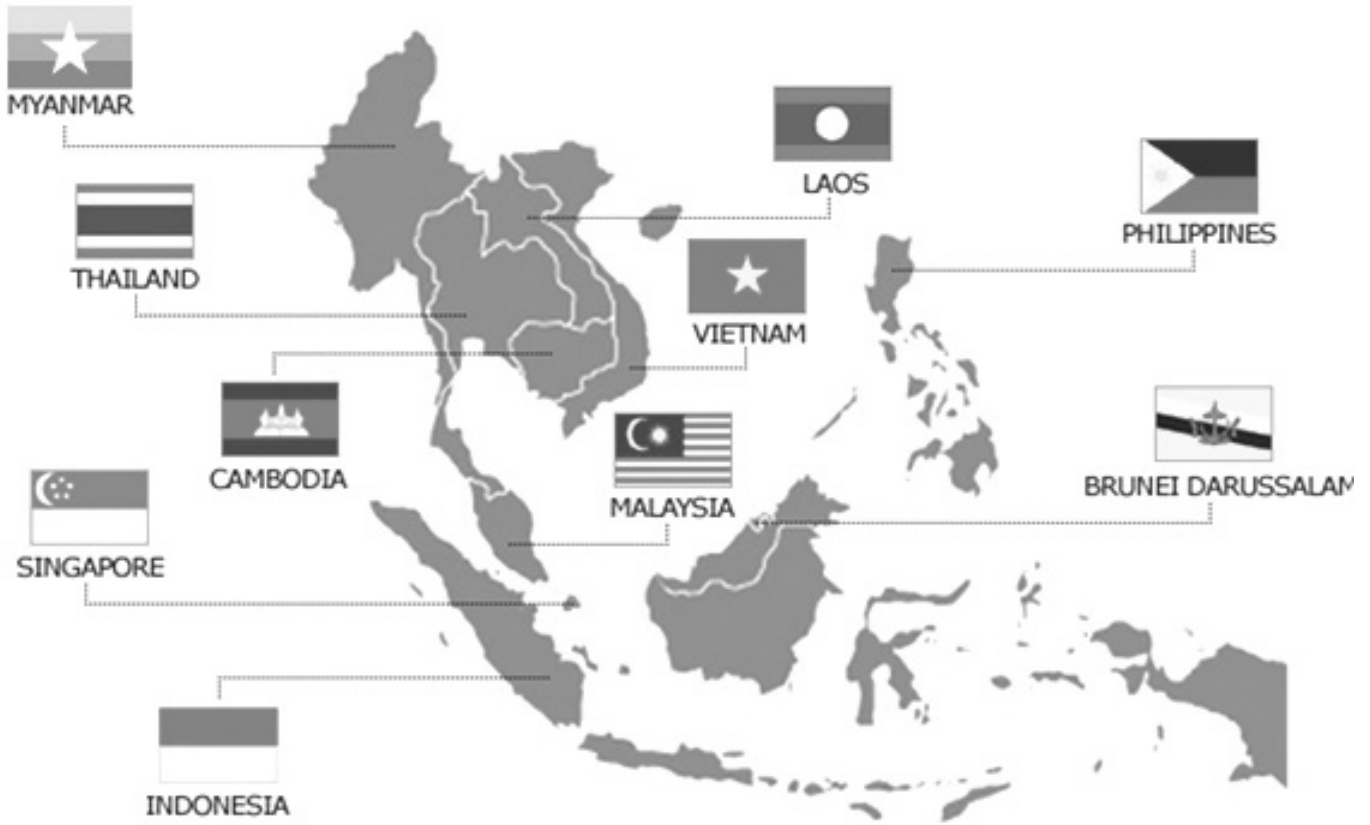 MYANMAR
LAOS
PHILIPPINES
THAILAND
VIETNAM
CAMBODIA
MALAYSIA
BRUNEI DARUSSALAM
SINGAPORE
INDONESIA